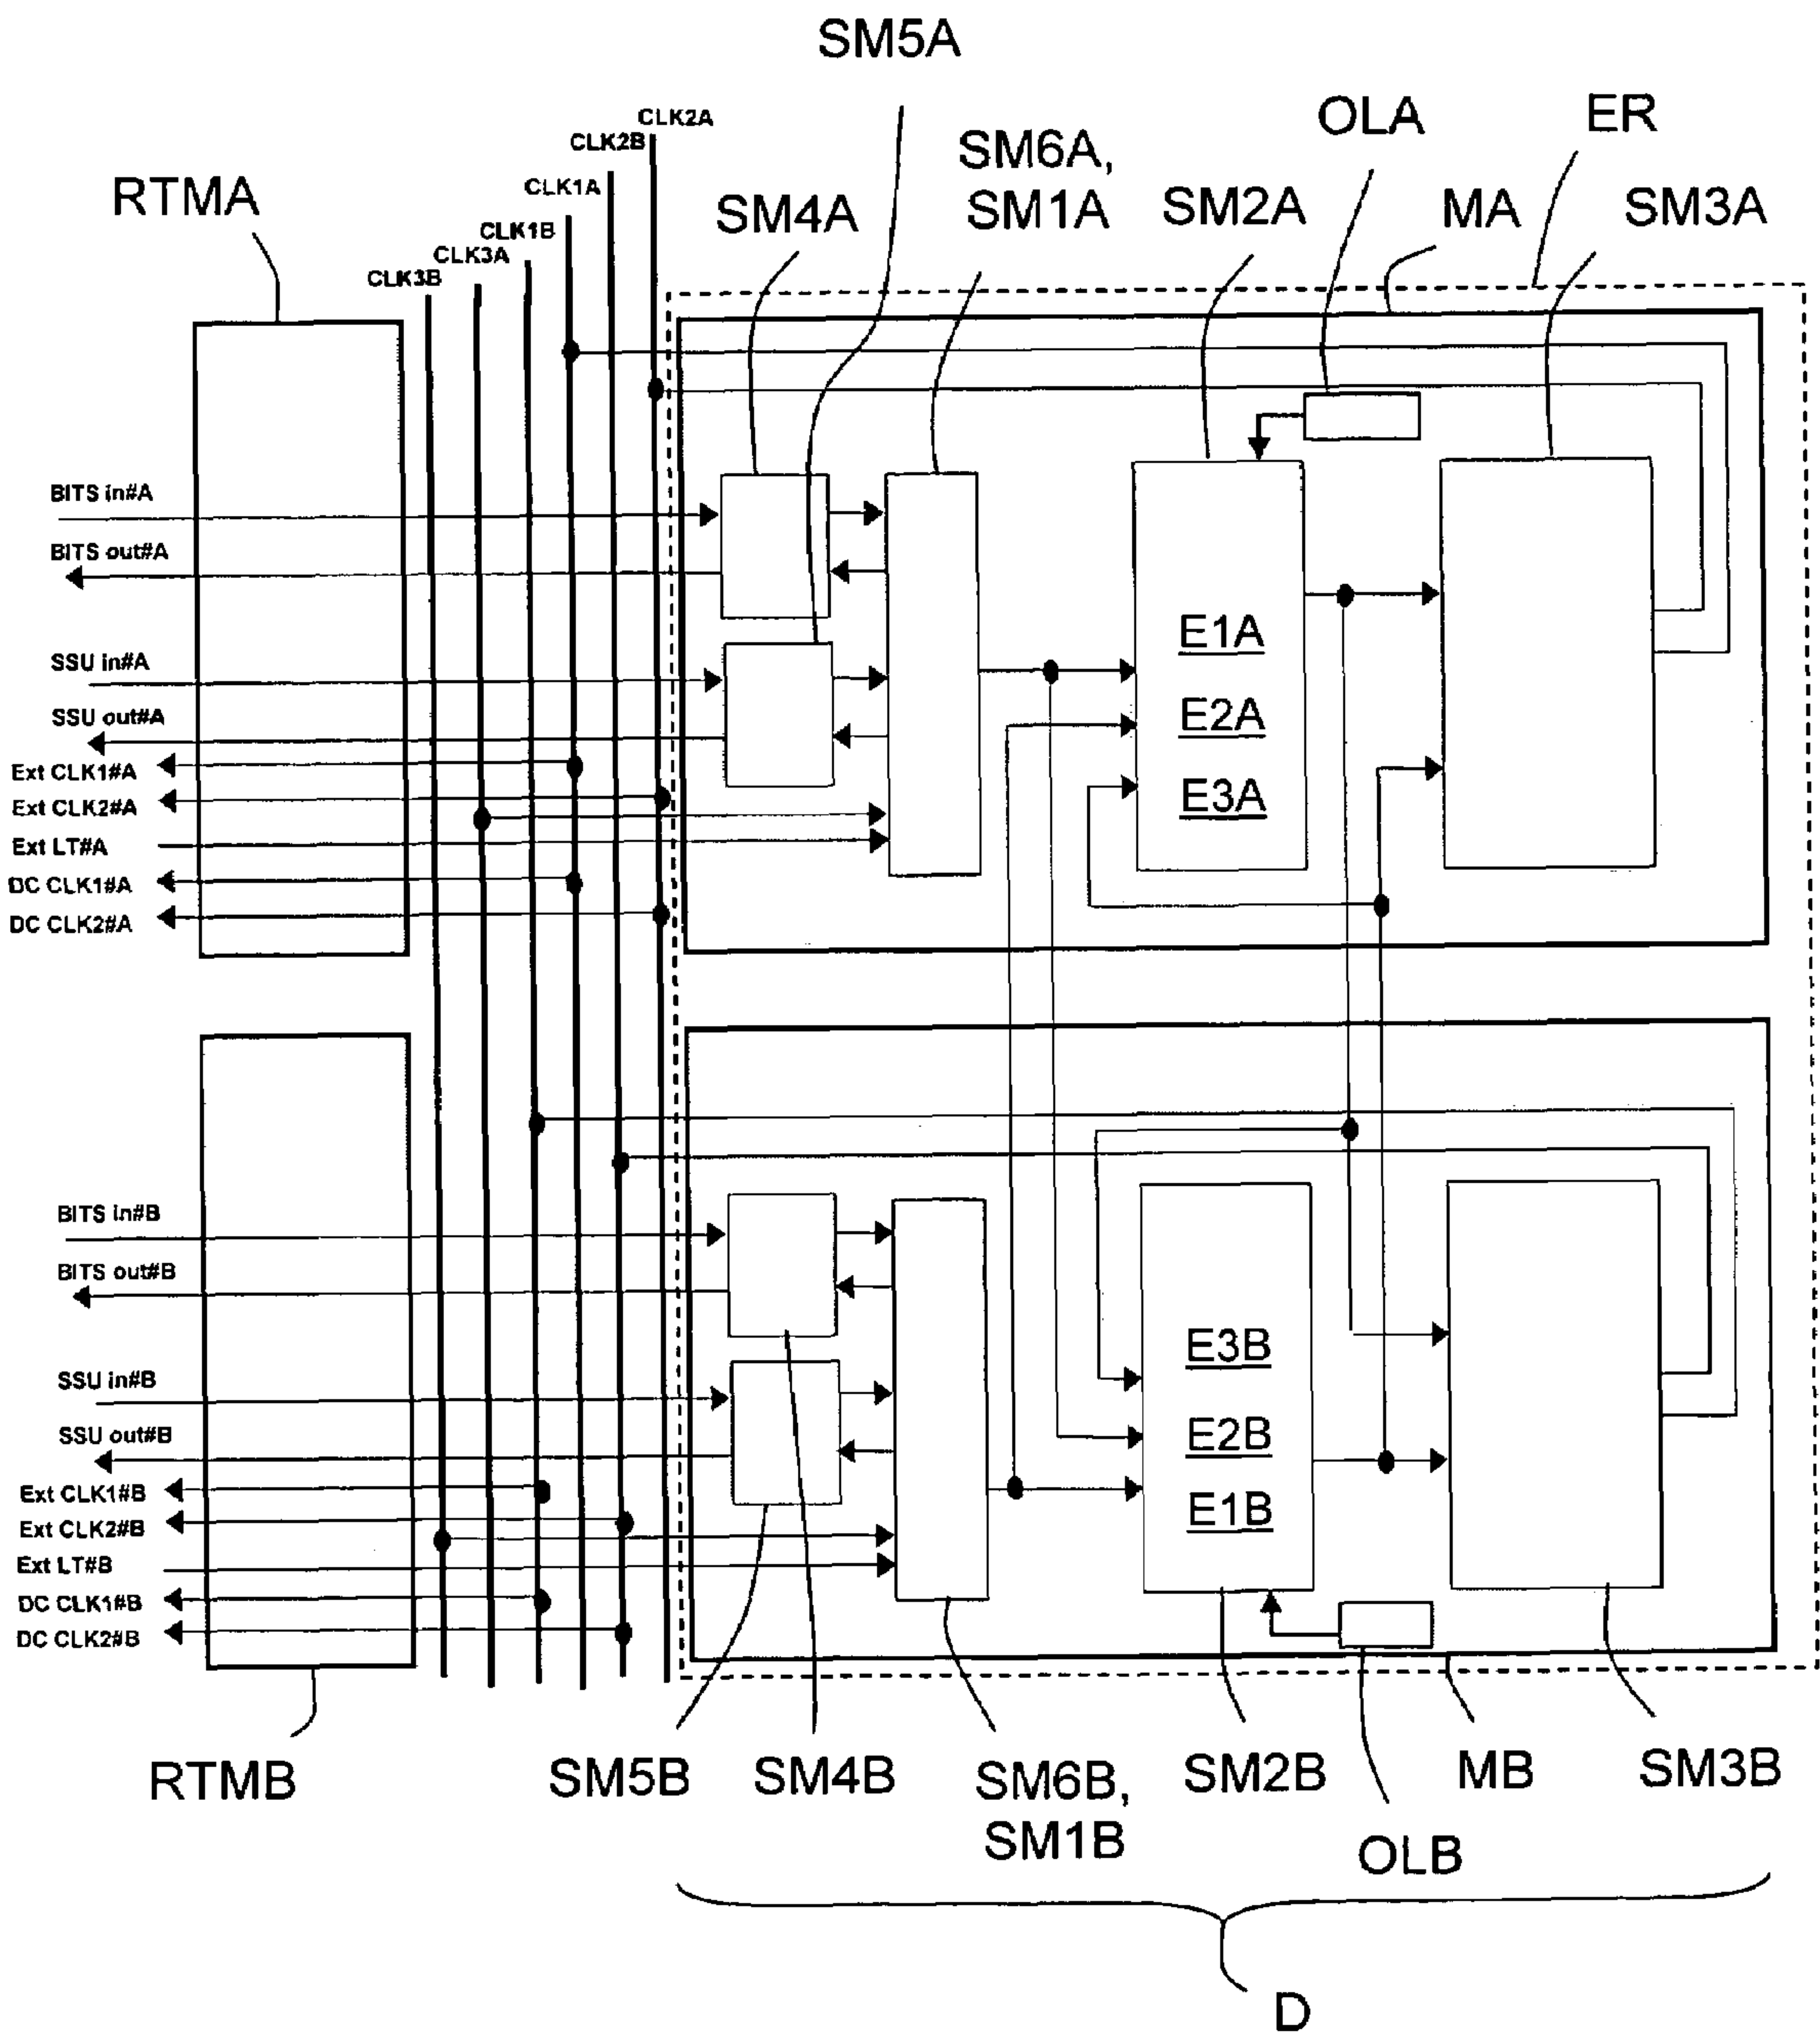 SM5A
CLK2A
CLK2B
CLK1A
CLK1B
CLK3A
CLK3B
RTMA
SM4A
SM6A,
SM1A
SM2A
OLA
MA
ER
SM3A
BITS in#A
BITS out#A
SSU in#A
SSU out#A
Ext CLK1#A
Ext CLK2#A
Ext LT#A
DC CLK1#A
DC CLK2#A
E1A
E2A
E3A
BITS in#B
BITS out#B
SSU in#B
SSU out#B
Ext CLK1#B
Ext CLK2#B
Ext LT#B
DC CLK1#B
DC CLK2#B
E3B
E2B
E1B
RTMB
SM5B
SM4B
SM6B,
SM1B
SM2B
OLB
MB
SM3B
D